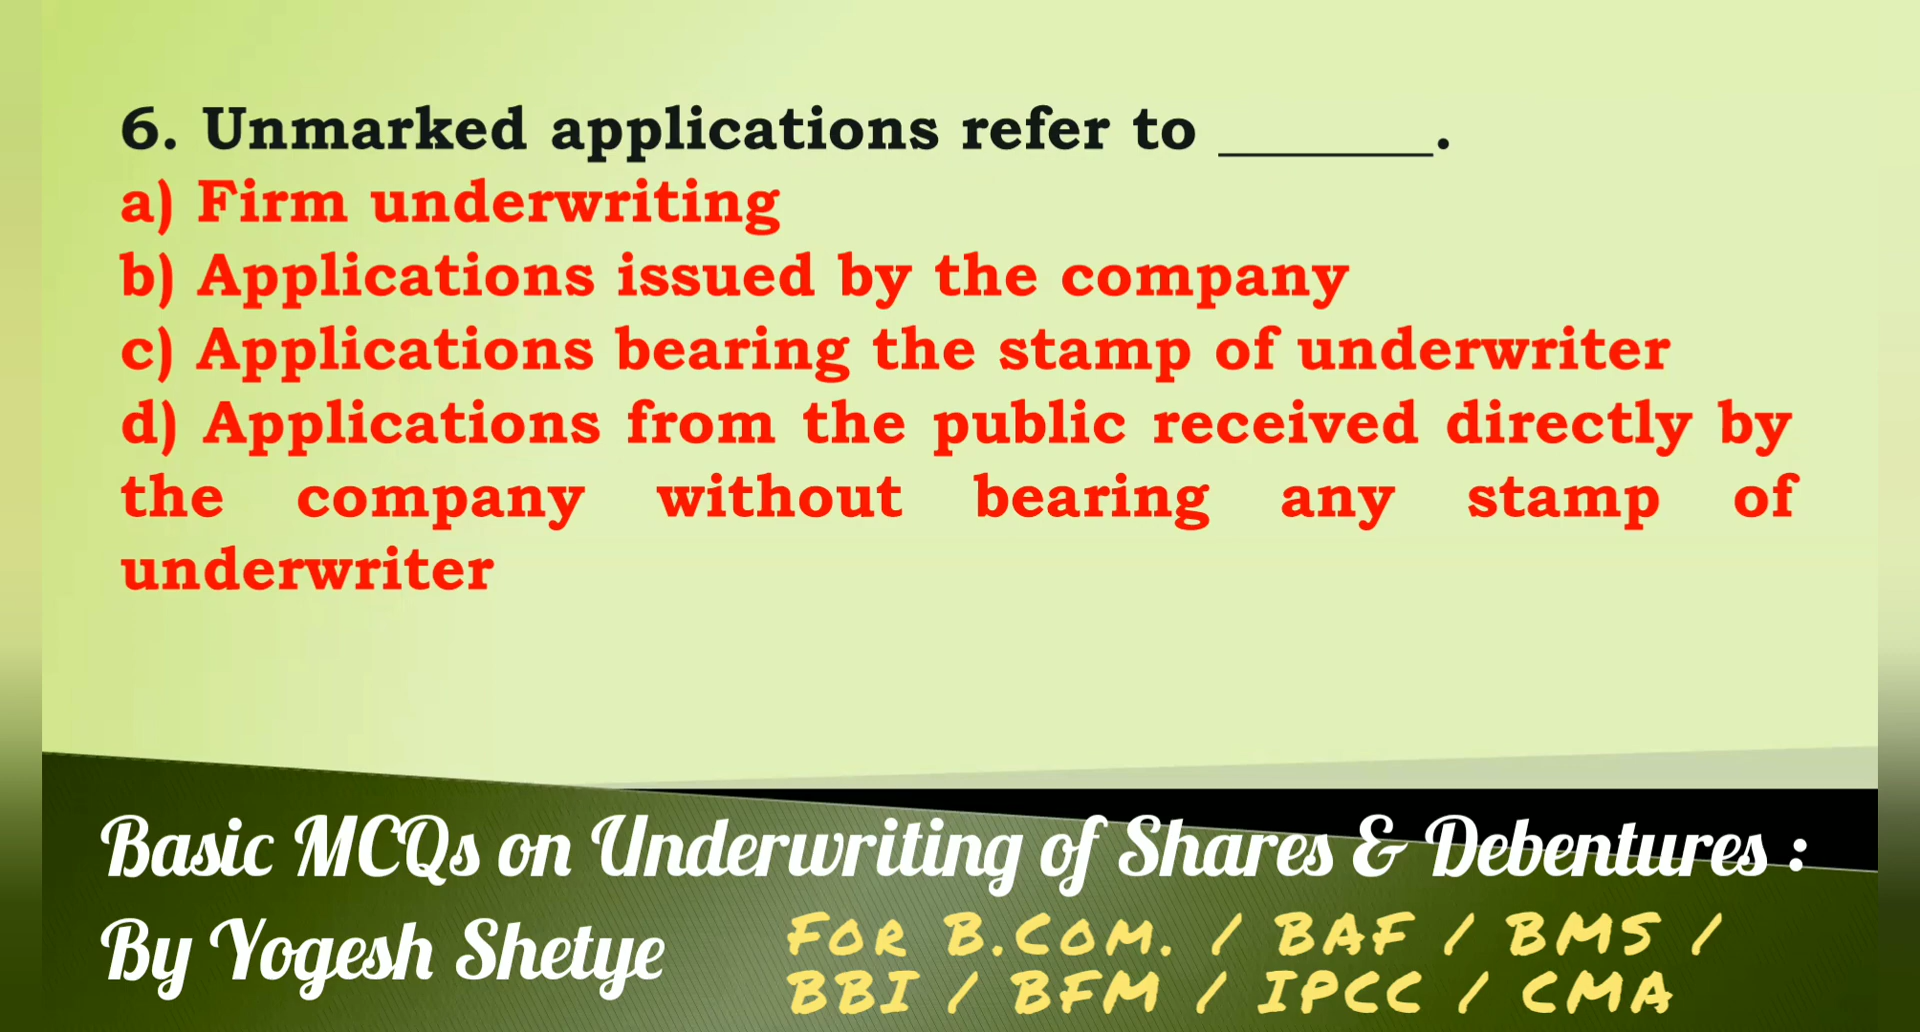 6. Unmarked applications refer to _______.
a) Firm underwriting
b) Applications issued by the company
c) Applications bearing the stamp of underwriter
d) Applications from the public received directly by
the company without bearing any stamp of
underwriter
Basic MCQs on Underwriting of Shares & Debentures :
By Yogesh Shetye
FOR B.COM. / BAF / BMS /
BBI / BFM / IPCC / CMA